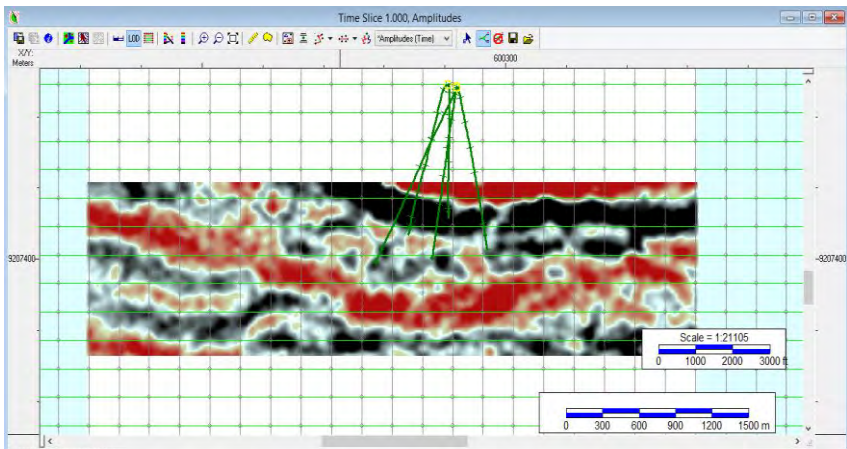 Time Slice 1.000, Amplitudes
LOD
*Amplitudes (Time)
X/Y:
Meters
600300
9207400
9207400
Scale = 1:21105
0 1000 2000 3000 ft
0 300 600 900 1200 1500 m